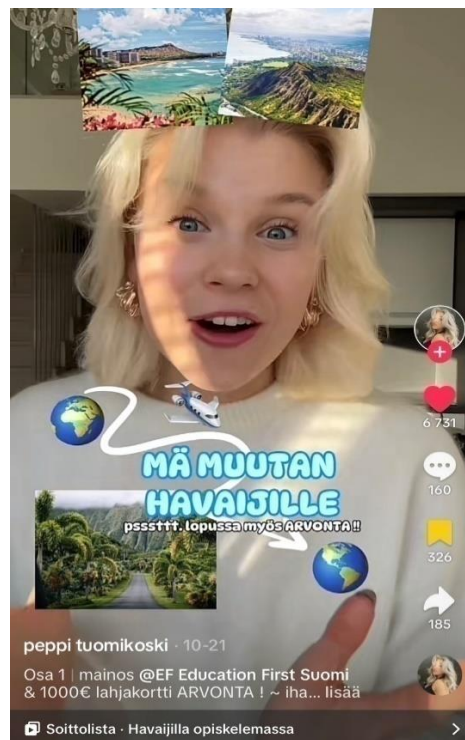 MÄ MUUTAN
HAVAIJILLE
psssttt. lopussa myös ARVONTA !!
6 731
160
326
185
peppi tuomikoski · 10-21
Osa 1 | mainos @EF Education First Suomi
& 1000€ lahjakortti ARVONTA ! ~ iha... lisää
Soittolista · Havaijilla opiskelemassa